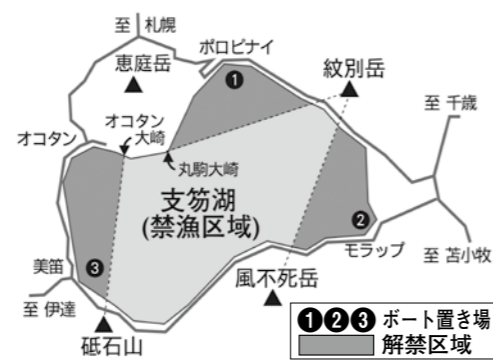 至 札幌
ポロピナイ
恵庭岳
❶
紋別岳
至 千歳
オコタン
オコタン
大崎
丸駒大崎
支笏湖
(禁漁区域)
❷
モラップ
至 苫小牧
美笛
❸
風不死岳
至 伊達
砥石山
❶❷❸ ボート置き場
解禁区域